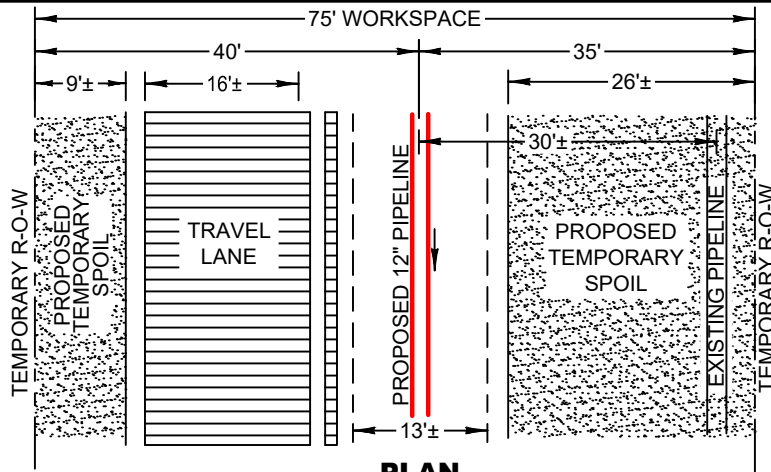 75' WORKSPACE
40'
35'
9'±
16'±
26'±
30'±
TEMPORARY R-O-W
PROPOSED
TEMPORARY
SPOIL
TRAVEL
LANE
PROPOSED 12" PIPELINE
PROPOSED
TEMPORARY
SPOIL
EXISTING PIPELINE
TEMPORARY R-O-W
13'±
PLAN